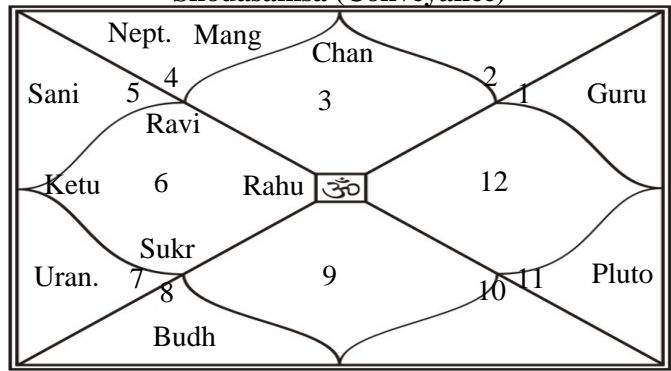 Shodasamsa (Conveyance)
Nept. Mang
Chan
Sani 5 4 3 2 1 Guru
Ravi
Ketu 6 Rahu ॐ 12
Sukr
Uran. 7 8 9 10 11 Pluto
Budh